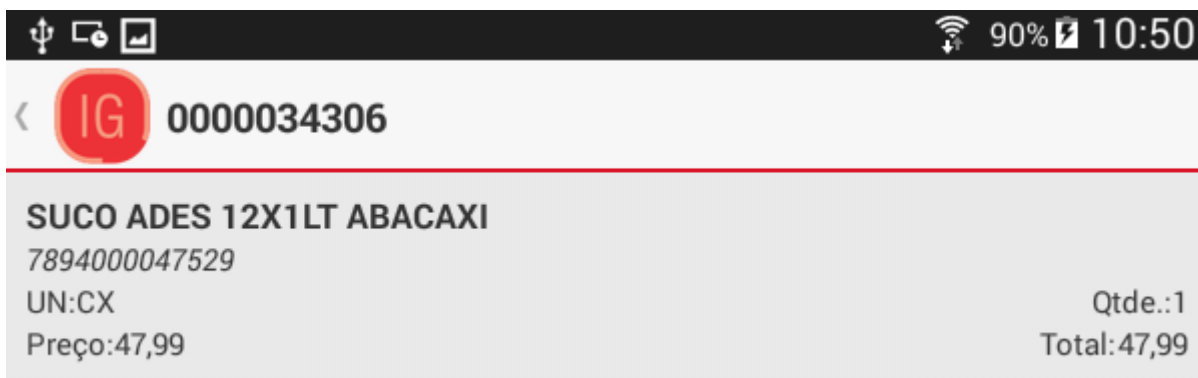 90% 10:50
IG 0000034306
SUCO ADES 12X1LT ABACAXI
7894000047529
UN:CX Qtde.:1
Preço:47,99 Total:47,99